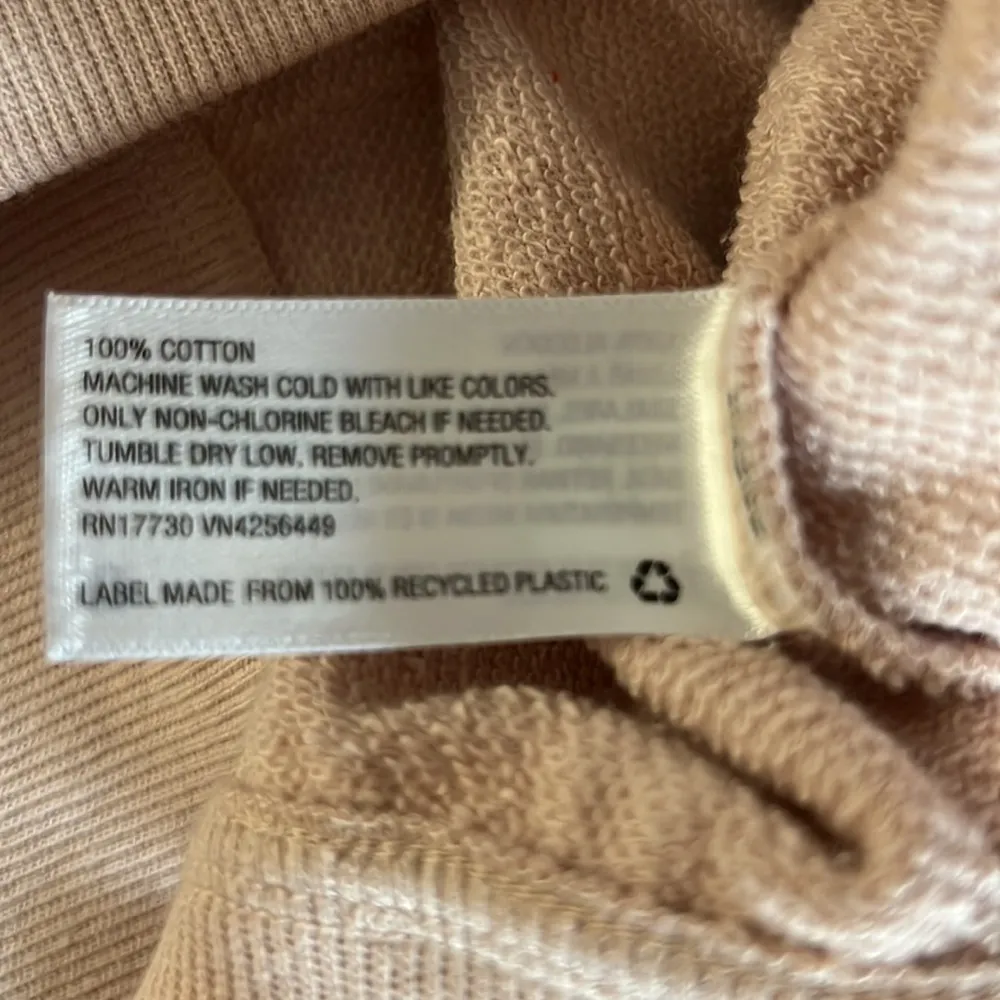 100% COTTON
MACHINE WASH COLD WITH LIKE COLORS.
ONLY NON-CHLORINE BLEACH IF NEEDED.
TUMBLE DRY LOW. REMOVE PROMPTLY.
WARM IRON IF NEEDED.
RN17730 VN4256449
LABEL MADE FROM 100% RECYCLED PLASTIC